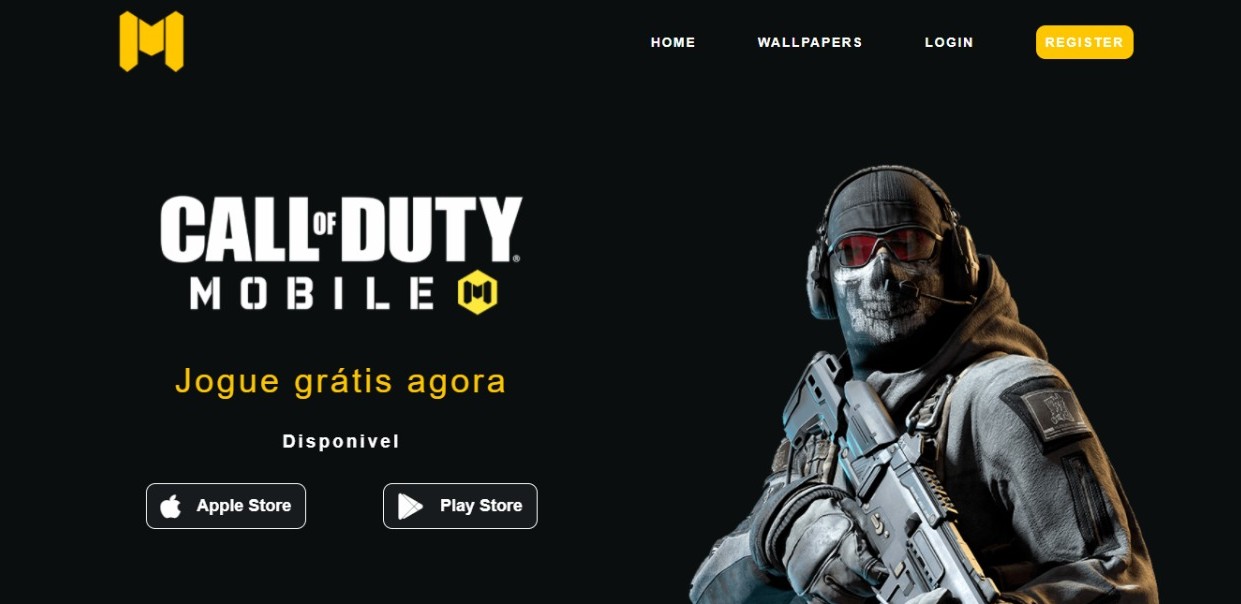 HOME WALLPAPERS LOGIN REGISTER
CALL OF DUTY®
MOBILE
Jogue grátis agora
Disponivel
Apple Store Play Store